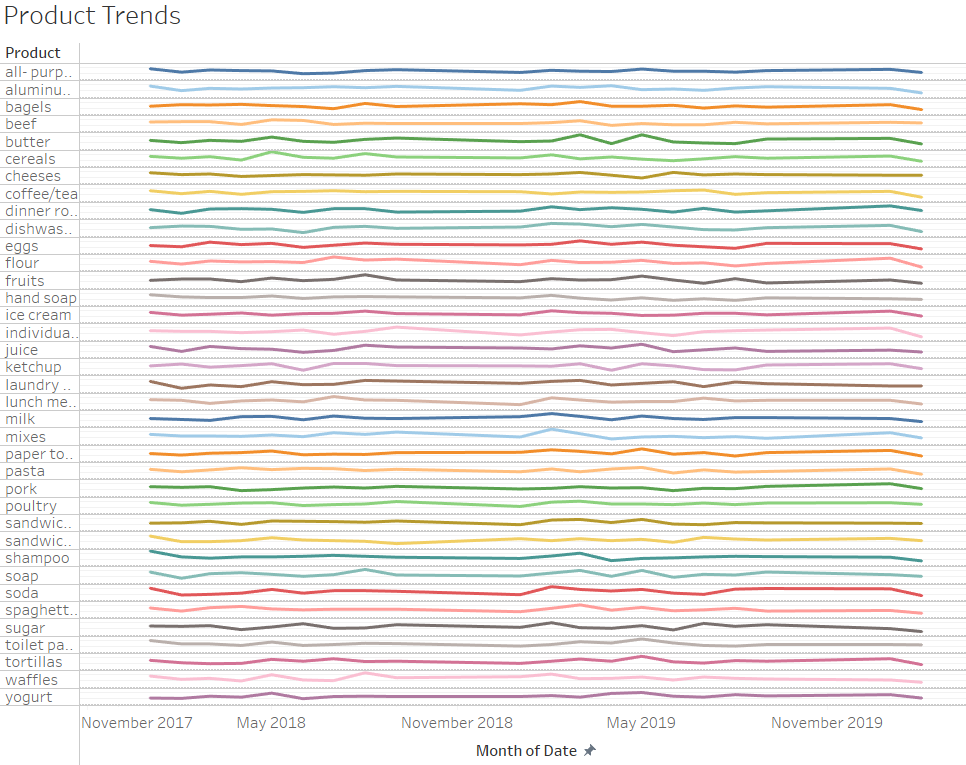 Product Trends
Product
all- purp..
aluminu..
bagels
beef
butter
cereals
cheeses
coffee/tea
dinner ro..
dishwas..
eggs
flour
fruits
hand soap
ice cream
individua..
juice
ketchup
laundry ..
lunch me..
milk
mixes
paper to..
pasta
pork
poultry
sandwic..
sandwic..
shampoo
soap
soda
spaghett..
sugar
toilet pa..
tortillas
waffles
yogurt
November 2017 May 2018 November 2018 May 2019 November 2019
Month of Date